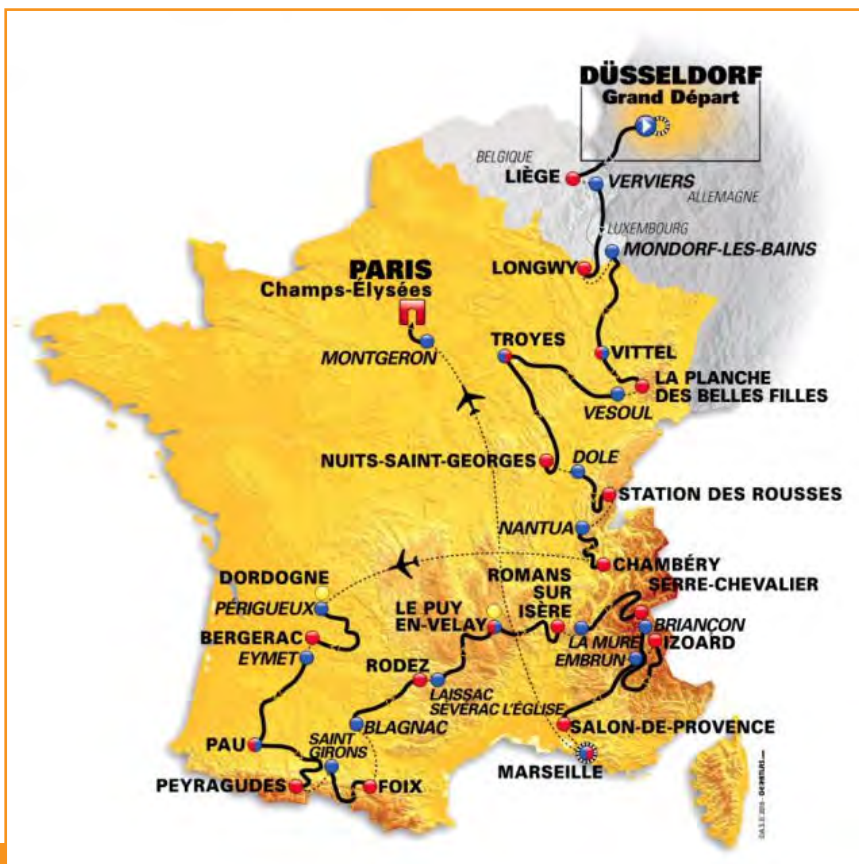 DÜSSELDORF
Grand Départ
BELGIQUE
LIÈGE
VERVIERS
ALLEMAGNE
LUXEMBOURG
MONDORF-LES-BAINS
LONGWY
PARIS
Champs-Élysées
MONTGERON
TROYES
VITTEL
LA PLANCHE
DES BELLES FILLES
VESOUL
NUITS-SAINT-GEORGES
DOLE
STATION DES ROUSSES
NANTUA
CHAMBÉRY
DORDOGNE
PÉRIGUEUX
BERGERAC
EYMET
LE PUY
EN-VELAY
ROMANS
SUR
ISÈRE
SERRE-CHEVALIER
LA MURE
BRIANÇON
IZOARD
EMBRUN
RODEZ
LAISSAC
SÉVÉRAC L'ÉGLISE
BLAGNAC
SALON-DE-PROVENCE
PAU
SAINT
GIRONS
MARSEILLE
PEYRAGUDES
FOIX